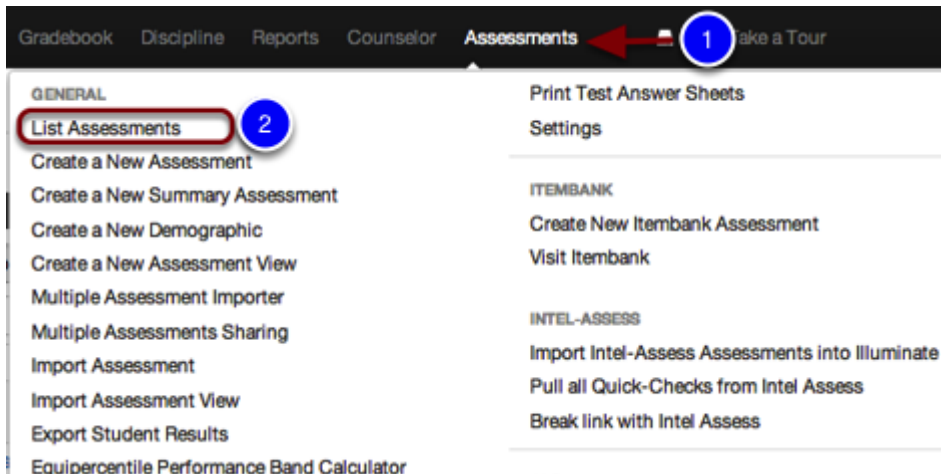 Gradebook Discipline Reports Counselor Assessments 1 ake a Tour
GENERAL
List Assessments 2
Create a New Assessment
Create a New Summary Assessment
Create a New Demographic
Create a New Assessment View
Multiple Assessment Importer
Multiple Assessments Sharing
Import Assessment
Import Assessment View
Export Student Results
Equipercentile Performance Band Calculator
Print Test Answer Sheets
Settings
ITEMBANK
Create New Itembank Assessment
Visit Itembank
INTEL-ASSESS
Import Intel-Assess Assessments into Illuminate
Pull all Quick-Checks from Intel Assess
Break link with Intel Assess